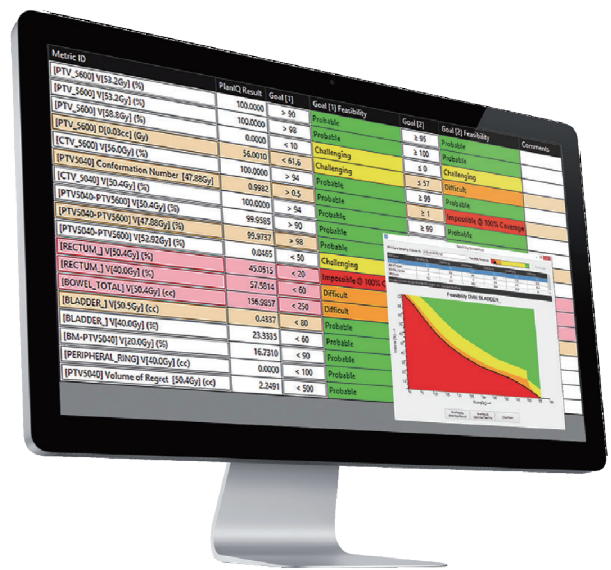 Metric ID PlanIQ Result Goal [1] Goal [1] Feasibility Goal [2] Goal [2] Feasibility Comments
[PTV_5600] V[53.2Gy] (%) 100.0000 > 90 Probable ≥ 95 Probable
[PTV_5600] V[53.2Gy] (%) 100.0000 > 98 Probable ≥ 100 Probable
[PTV_5600] V[58.8Gy] (%) 0.0000 < 10 Challenging ≤ 0 Challenging
[PTV_5600] D[0.03cc] (Gy) 56.0010 < 61.6 Challenging ≤ 57 Difficult
[CTV_5600] V[56.0Gy] (%) 100.0000 > 94 Probable ≥ 99 Probable
[PTV5040] Conformation Number [47.88Gy] 0.9982 > 0.5 Probable ≥ 1 Impossible @ 100% Coverage
[CTV_5040] V[50.4Gy] (%) 100.0000 > 94 Probable ≥ 99 Probable
[PTV5040-PTV5600] V[50.4Gy] (%) 99.9585 > 90 Probable
[PTV5040-PTV5600] V[47.88Gy] (%) 99.9737 > 98 Probable
[PTV5040-PTV5600] V[52.92Gy] (%) 0.0465 < 50 Challenging
[RECTUM_] V[50.4Gy] (%) 45.0515 < 20 Impossible @ 100% C
[RECTUM_] V[40.0Gy] (%) 57.5814 < 60 Difficult
[BOWEL_TOTAL] V[50.4Gy] (cc) 156.9857 < 250 Difficult
[BLADDER_] V[50.5Gy] (cc) 0.4837 < 80 Probable
[BLADDER_] V[40.0Gy] (%) 23.3385 < 60 Probable
[BM-PTV5040] V[20.0Gy] (%) 16.7310 < 90 Probable
[PERIPHERAL_RING] V[40.0Gy] (cc) 0.0000 < 100 Probable
[PTV5040] Volume of Regret [50.4Gy] (cc) 2.2491 < 500 Probable
Feasibility DVH: BLADDER_